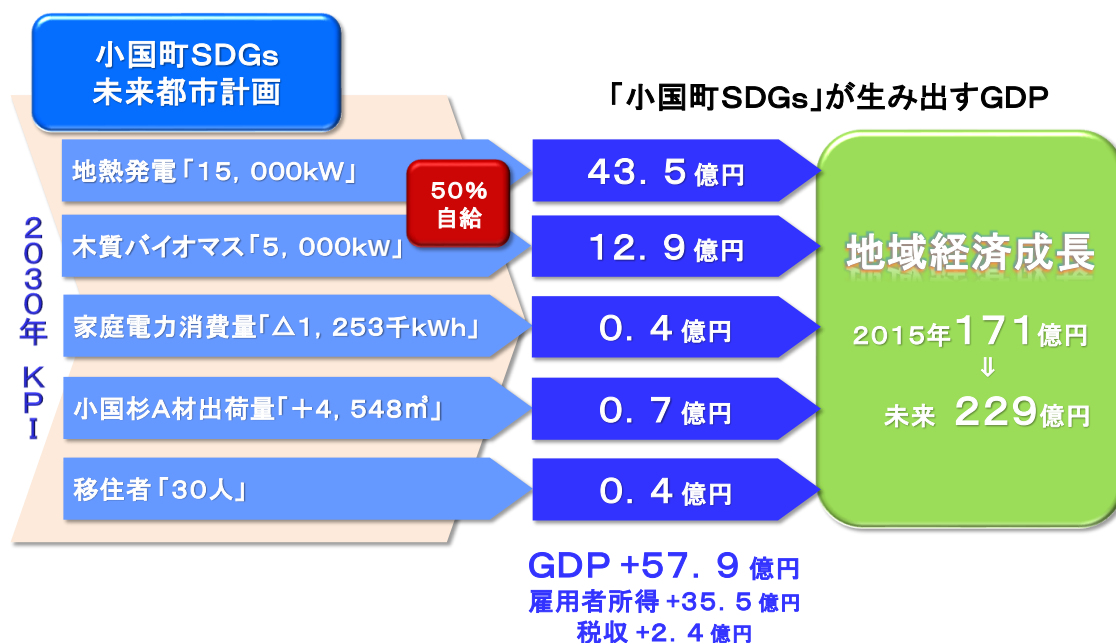 小国町SDGs
未来都市計画
「小国町SDGs」が生み出すGDP
2030年 KPI
地熱発電「15,000kW」
50%
自給
43.5億円
木質バイオマス「5,000kw」
12.9億円
家庭電力消費量「△1,253千kwh」
0.4億円
小国杉A材出荷量「+4,548㎥」
0.7億円
移住者「30人」
0.4億円
地域経済成長
2015年171億円
⇓
未来 229億円
GDP +57.9億円
雇用者所得 +35.5億円
税収 +2.4億円